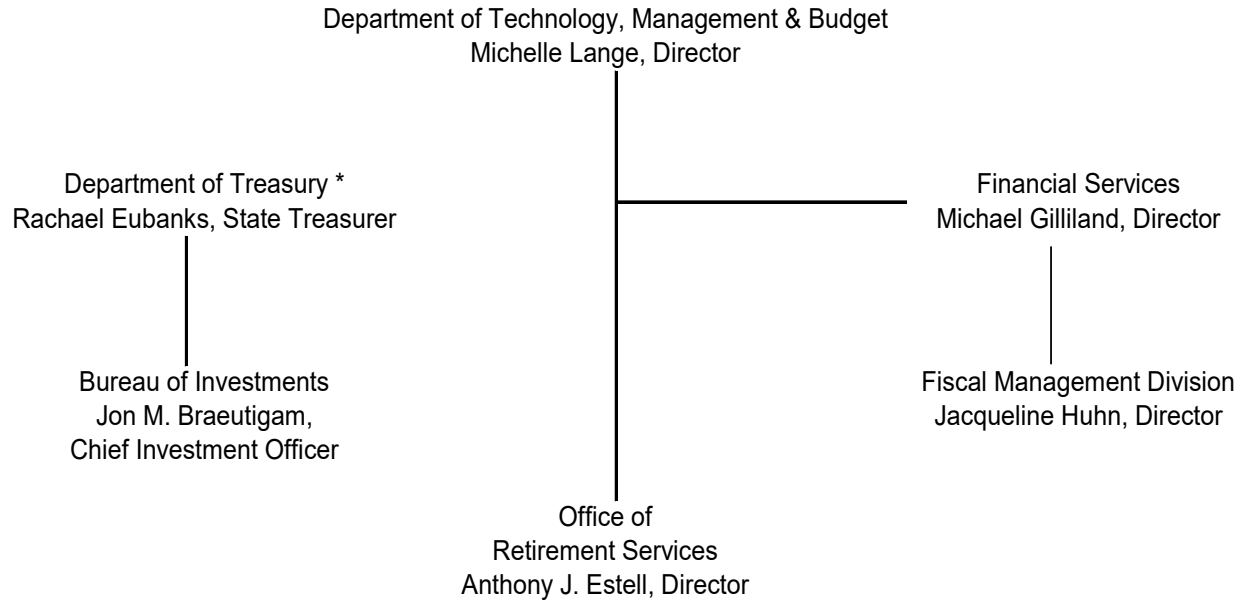 Department of Technology, Management & Budget
Michelle Lange, Director
Department of Treasury *
Rachael Eubanks, State Treasurer
Financial Services
Michael Gilliland, Director
Bureau of Investments
Jon M. Braeutigam,
Chief Investment Officer
Fiscal Management Division
Jacqueline Huhn, Director
Office of
Retirement Services
Anthony J. Estell, Director